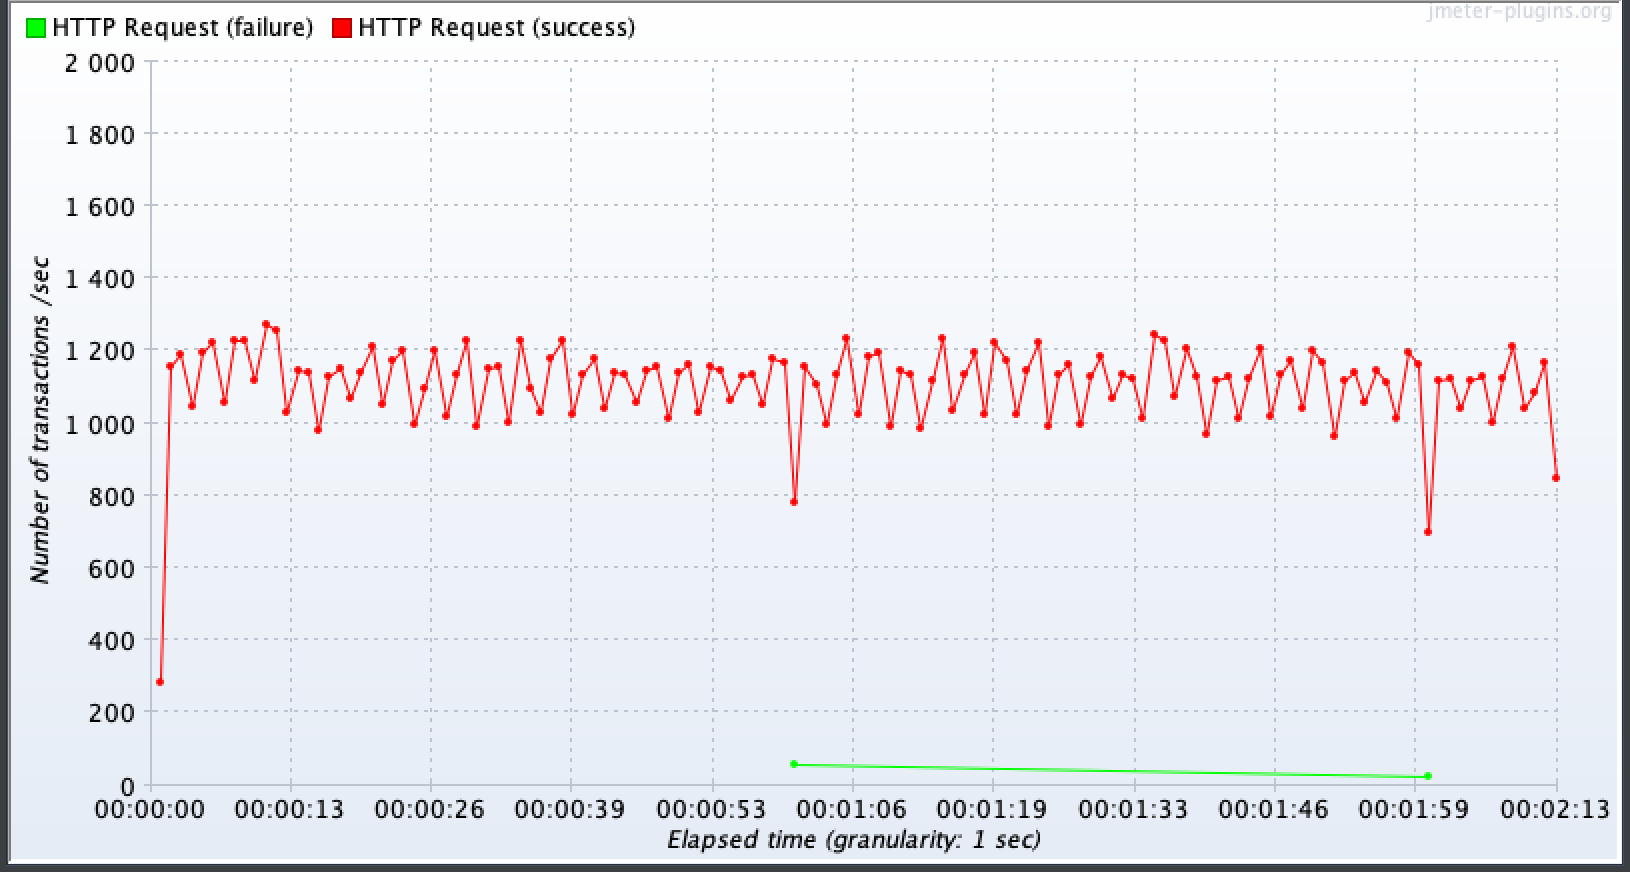 jmeter-plugins.org
HTTP Request (failure) HTTP Request (success)
2 000
1 800
1 600
1 400
1 200
1 000
800
600
400
200
0
Number of transactions /sec
00:00:00 00:00:13 00:00:26 00:00:39 00:00:53 00:01:06 00:01:19 00:01:33 00:01:46 00:01:59 00:02:13
Elapsed time (granularity: 1 sec)